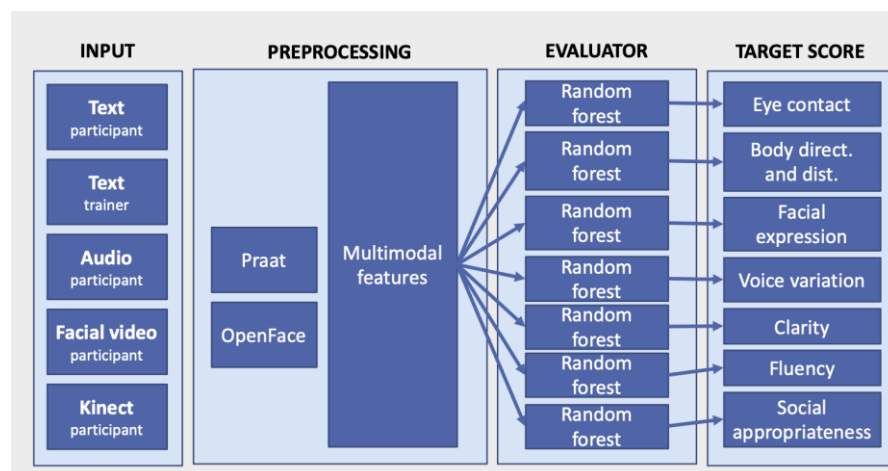 INPUT
PREPROCESSING
EVALUATOR
TARGET SCORE
Text
participant
Text
trainer
Audio
participant
Facial video
participant
Kinect
participant
Praat
OpenFace
Multimodal
features
Random
forest
Random
forest
Random
forest
Random
forest
Random
forest
Random
forest
Random
forest
Eye contact
Body direct.
and dist.
Facial
expression
Voice variation
Clarity
Fluency
Social
appropriateness